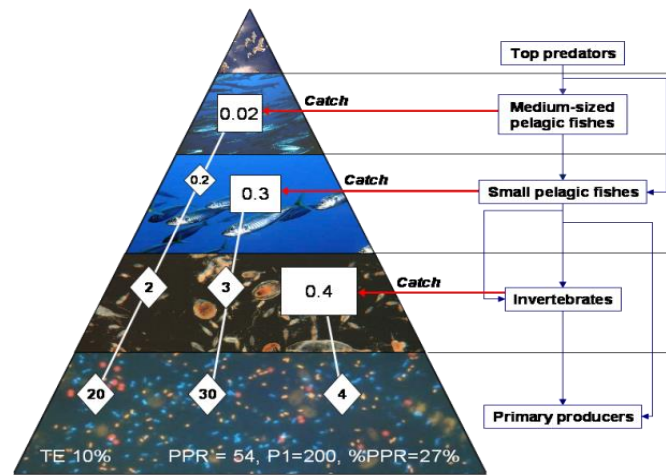 Top predators
Catch
0.02
Medium-sized
pelagic fishes
0.2
Catch
0.3
Small pelagic fishes
2
3
Catch
0.4
Invertebrates
20
30
4
Primary producers
TE 10%
PPR = 54, P1=200, %PPR=27%